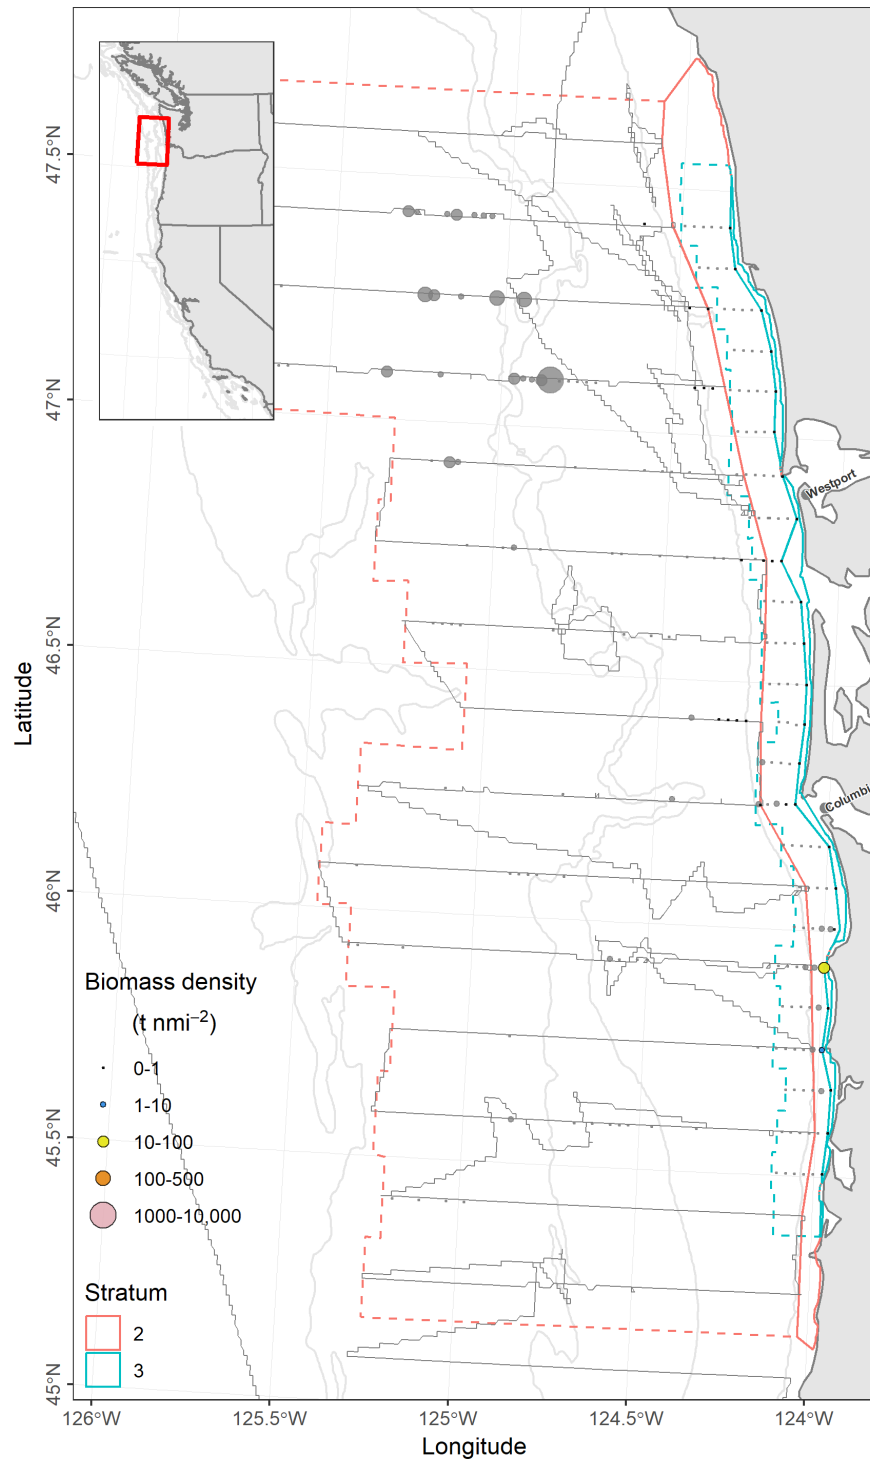 47.5°N
47°N
46.5°N
46°N
45.5°N
45°N
Latitude
Westport
Columbi
Biomass density
(t nmi−2)
0-1
1-10
10-100
100-500
1000-10,000
Stratum
2
3
126°W
125.5°W
125°W
124.5°W
124°W
Longitude